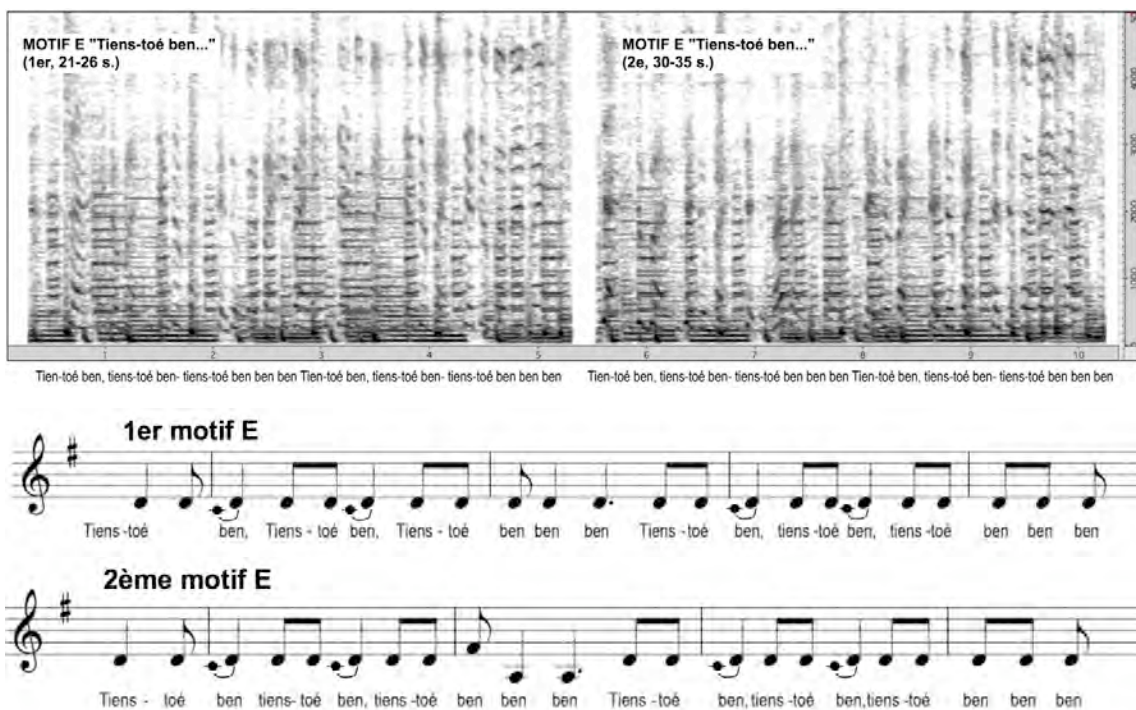 MOTIF E "Tiens-toé ben..."
(1er, 21-26 s.)
MOTIF E "Tiens-toé ben..."
(2e, 30-35 s.)
4000
3000
2000
1000
1 2 3 4 5 6 7 8 9 10
Tien-toé ben, tiens-toé ben- tiens-toé ben ben ben Tien-toé ben, tiens-toé ben- tiens-toé ben ben ben
Tien-toé ben, tiens-toé ben- tiens-toé ben ben ben Tien-toé ben, tiens-toé ben- tiens-toé ben ben ben
1er motif E
Tiens -toé ben, Tiens - toé ben, Tiens - toé ben ben ben Tiens - toé ben, tiens -toé ben, tiens -toé ben ben ben
2ème motif E
Tiens - toé ben tiens- toé ben, tiens-toé ben ben ben Tiens - toé ben, tiens -toé ben, tiens -toé ben ben ben